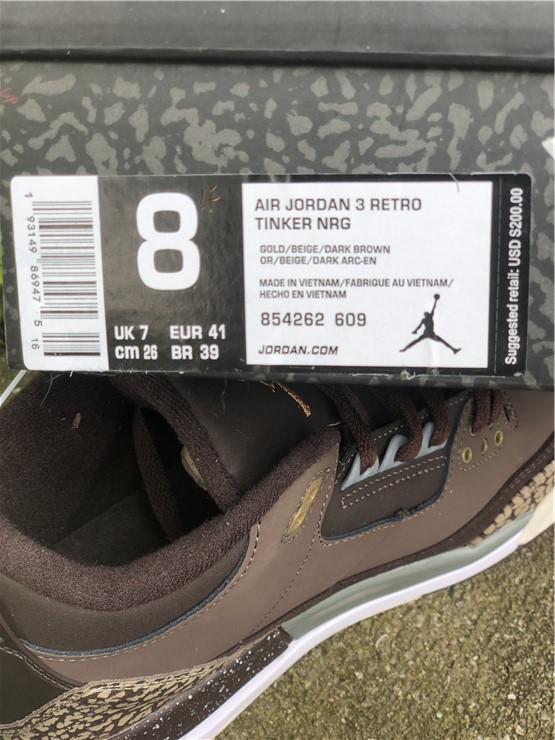 1 93149 86947 5 16
8
UK 7 EUR 41
cm 26 BR 39
AIR JORDAN 3 RETRO
TINKER NRG
GOLD/BEIGE/DARK BROWN
OR/BEIGE/DARK ARC-EN
MADE IN VIETNAM/FABRIQUE AU VIETNAM/
HECHO EN VIETNAM
854262 609
JORDAN.COM
Suggested retail: USD S200.00